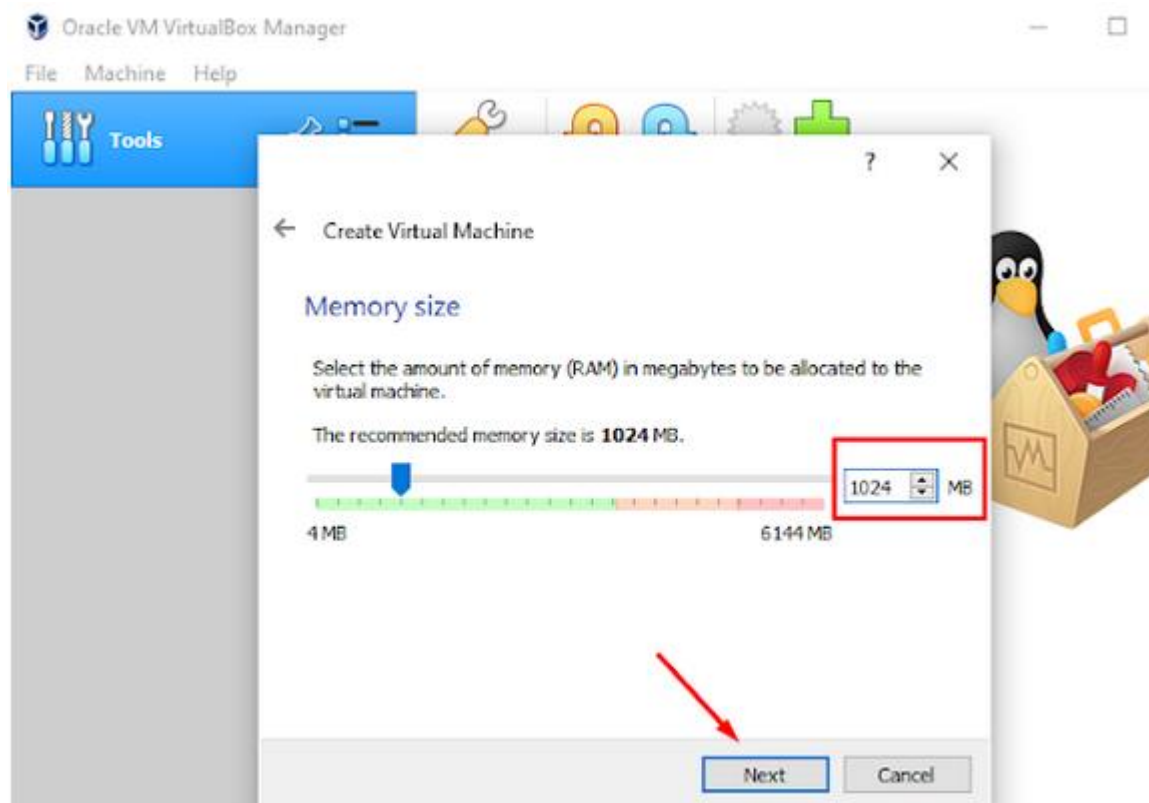 Oracle VM VirtualBox Manager
File Machine Help
Tools
?
Create Virtual Machine
Memory size
Select the amount of memory (RAM) in megabytes to be allocated to the
virtual machine.
The recommended memory size is 1024 MB.
1024 MB
4 MB 6144 MB
Next Cancel